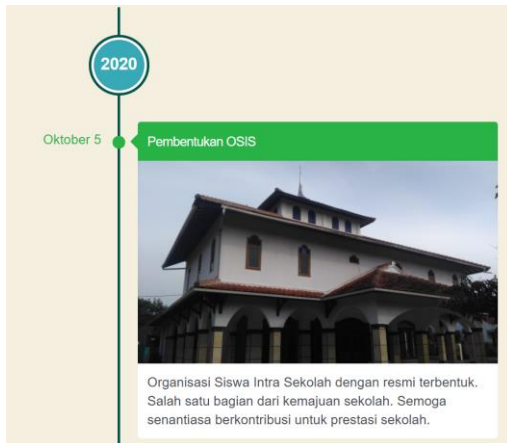 2020
Oktober 5
Pembentukan OSIS
Organisasi Siswa Intra Sekolah dengan resmi terbentuk.
Salah satu bagian dari kemajuan sekolah. Semoga
senantiasa berkontribusi untuk prestasi sekolah.